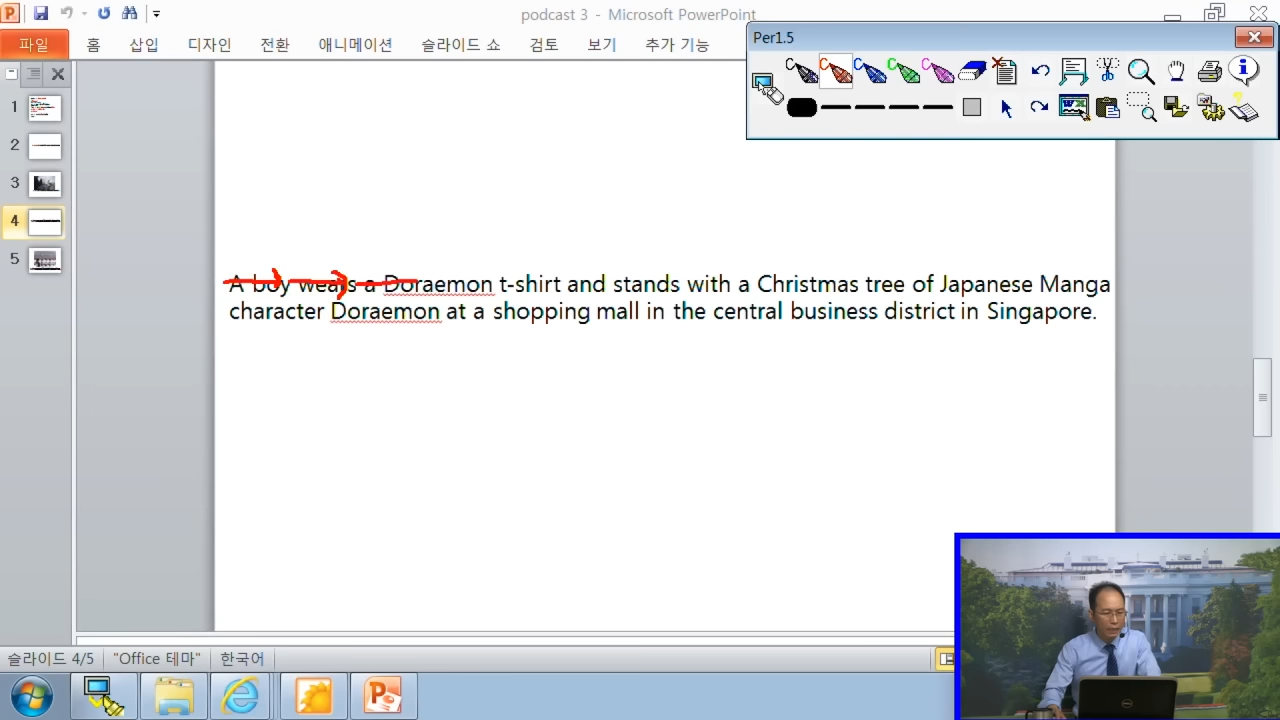 podcast 3 - Microsoft PowerPoint
파일 홈 삽입 디자인 전환 애니메이션 슬라이드 쇼 검토 보기 추가 기능
Per1.5
1
2
3
4
5
A boy wears a Doraemon t-shirt and stands with a Christmas tree of Japanese Manga
character Doraemon at a shopping mall in the central business district in Singapore.
슬라이드 4/5 "Office 테마" 한국어